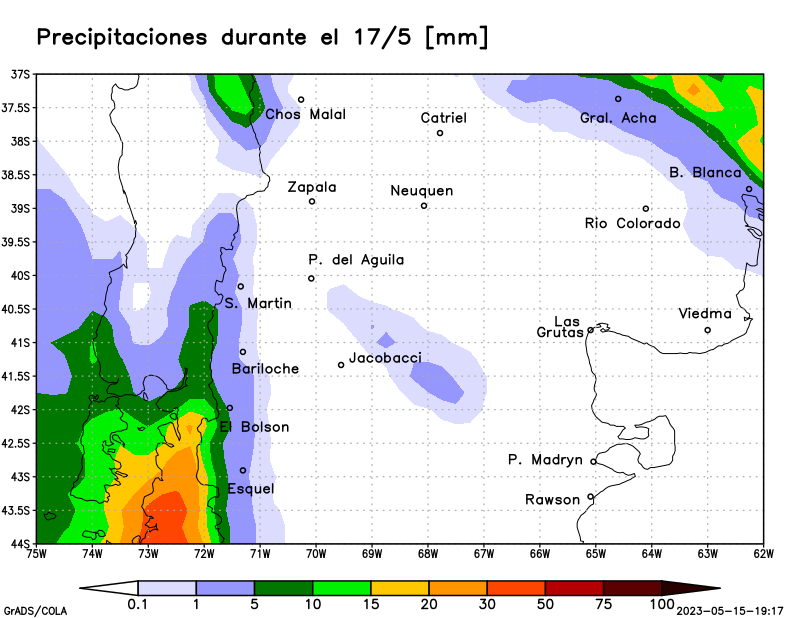 Precipitaciones durante el 17/5 [mm]
37S
37.5S
Chos Malal
Catriel
Gral. Acha
38S
38.5S
B. Blanca
Zapala
Neuquen
39S
Rio Colorado
39.5S
P. del Aguila
40S
40.5S
S. Martin
Las
Grutas
Viedma
41S
Bariloche
Jacobacci
41.5S
42S
El Bolson
42.5S
P. Madryn
43S
Esquel
Rawson
43.5S
44S
75W 74W 73W 72W 71W 70W 69W 68W 67W 66W 65W 64W 63W 62W
0.1 1 5 10 15 20 30 50 75 100
GrADS/COLA
2023-05-15-19:17